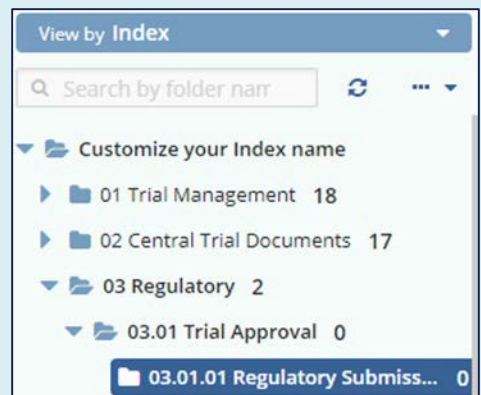 View by Index
Search by folder nar
Customize your Index name
01 Trial Management 18
02 Central Trial Documents 17
03 Regulatory 2
03.01 Trial Approval 0
03.01.01 Regulatory Submiss... 0